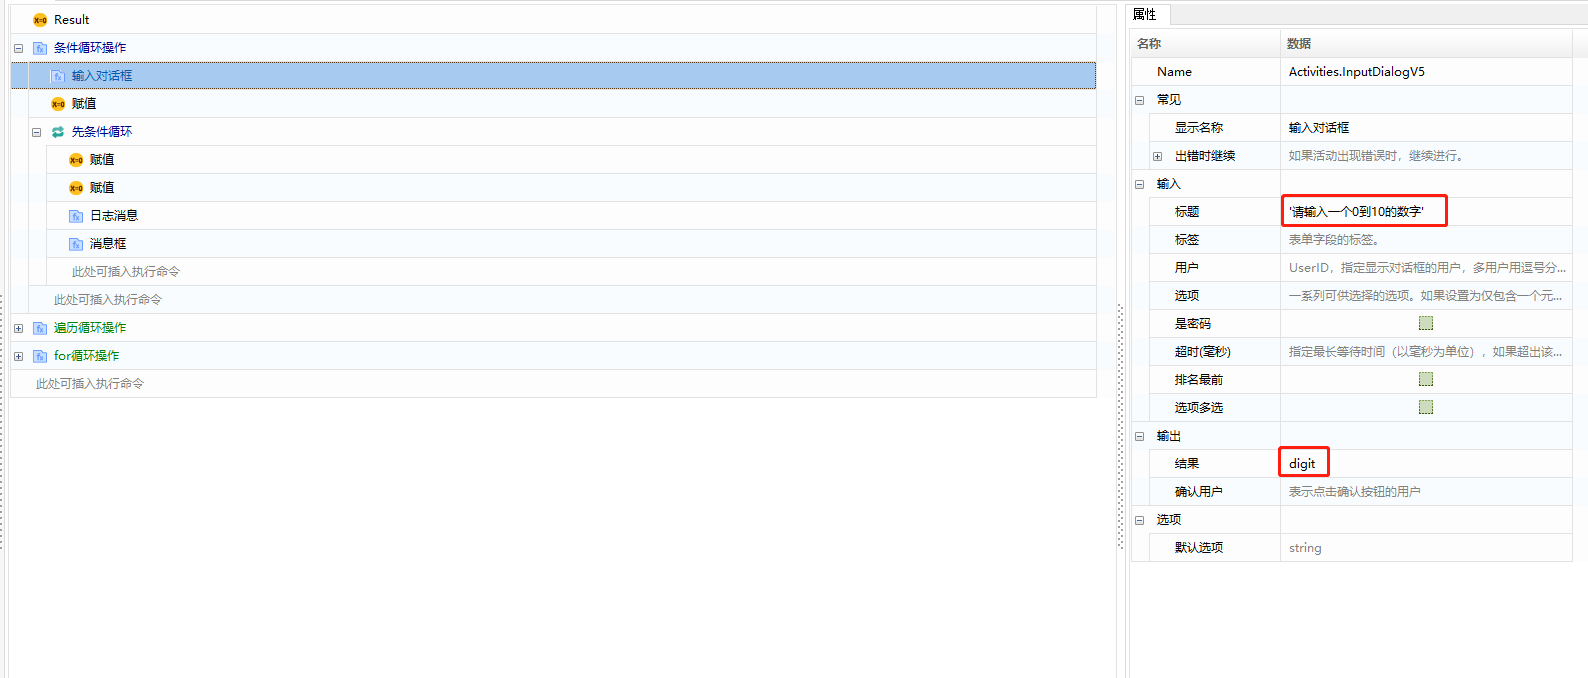 Result
条件循环操作
输入对话框
赋值
先条件循环
赋值
赋值
日志消息
消息框
此处可插入执行命令
此处可插入执行命令
遍历循环操作
for循环操作
此处可插入执行命令
属性
名称 数据
Name Activities.InputDialogV5
常见
显示名称 输入对话框
出错时继续 如果活动出现错误时，继续进行。
输入
标题 '请输入一个0到10的数字'
标签 表单字段的标签。
用户 UserID，指定显示对话框的用户，多用户用逗号分...
选项 一系列可供选择的选项。如果设置为仅包含一个元...
是密码
超时(毫秒) 指定最长等待时间（以毫秒为单位），如果超出该...
排名最前
选项多选
输出
结果 digit
确认用户 表示点击确认按钮的用户
选项
默认选项 string